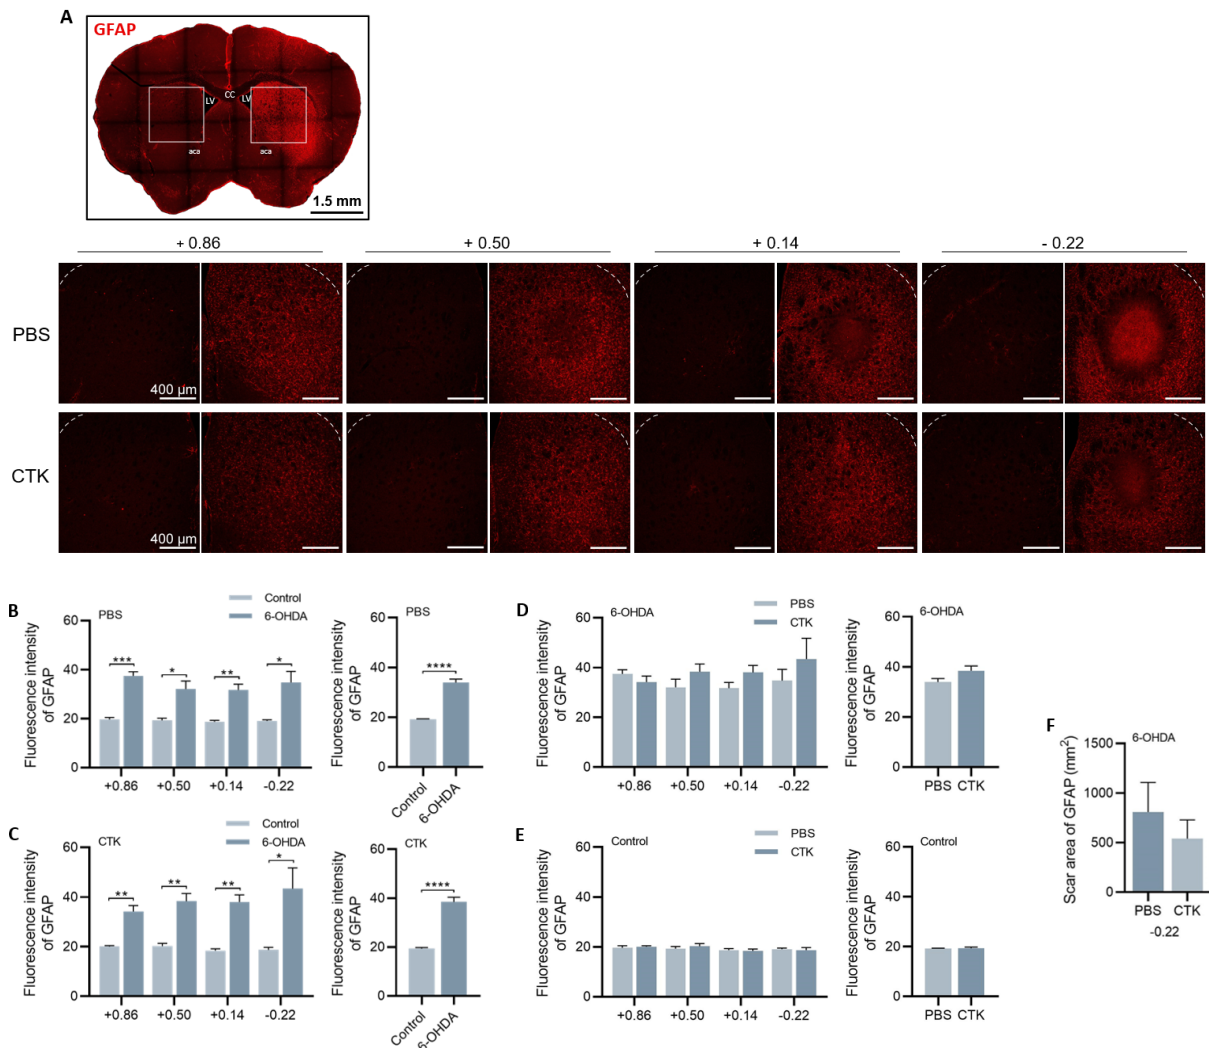 A
GFAP
LV CC LV
aca aca
1.5 mm
+ 0.86 + 0.50 + 0.14 - 0.22
PBS
400 µm
CTK
400 µm
B
PBS
Control
6-OHDA
Fluorescence intensity
of GFAP
60
40
20
0
*** * ** *
+0.86 +0.50 +0.14 -0.22
PBS
Fluorescence intensity
of GFAP
60
40
20
0
****
Control
6-OHDA
C
CTK
Control
6-OHDA
Fluorescence intensity
of GFAP
60
40
20
0
** ** ** *
+0.86 +0.50 +0.14 -0.22
CTK
Fluorescence intensity
of GFAP
60
40
20
0
****
Control
6-OHDA
D
6-OHDA
PBS
CTK
Fluorescence intensity
of GFAP
60
40
20
0
+0.86 +0.50 +0.14 -0.22
6-OHDA
Fluorescence intensity
of GFAP
60
40
20
0
PBS CTK
E
Control
PBS
CTK
Fluorescence intensity
of GFAP
60
40
20
0
+0.86 +0.50 +0.14 -0.22
Control
Fluorescence intensity
of GFAP
60
40
20
0
PBS CTK
F
6-OHDA
Scar area of GFAP (mm²)
1500
1000
500
0
PBS CTK
-0.22